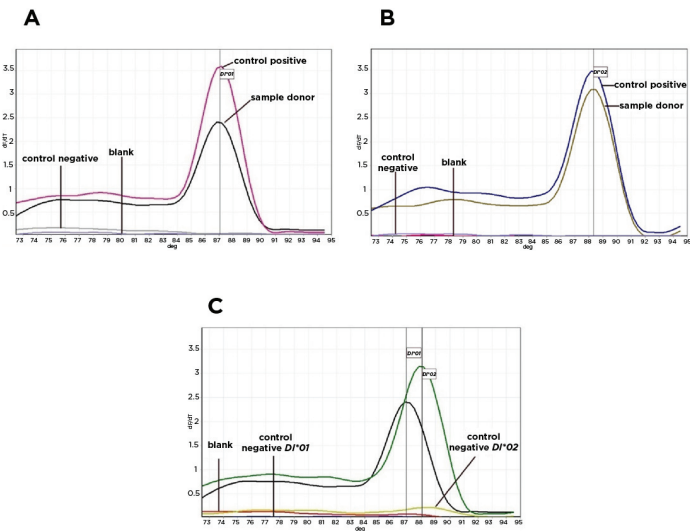 A
3.5
3
2.5
2
1.5
1
0.5
dF/dT
control positive
DI*01
sample donor
control negative
blank
73 74 75 76 77 78 79 80 81 82 83 84 85 86 87 88 89 90 91 92 93 94 95
deg
B
3.5
3
2.5
2
1.5
1
0.5
dF/dT
DI*02
control positive
sample donor
control
negative
blank
73 74 75 76 77 78 79 80 81 82 83 84 85 86 87 88 89 90 91 92 93 94 95
deg
C
3.5
3
2.5
2
1.5
1
0.5
dF/dT
DI*01
DI*02
blank
control
negative DI*01
control
negative DI*02
73 74 75 76 77 78 79 80 81 82 83 84 85 86 87 88 89 90 91 92 93 94 95
deg